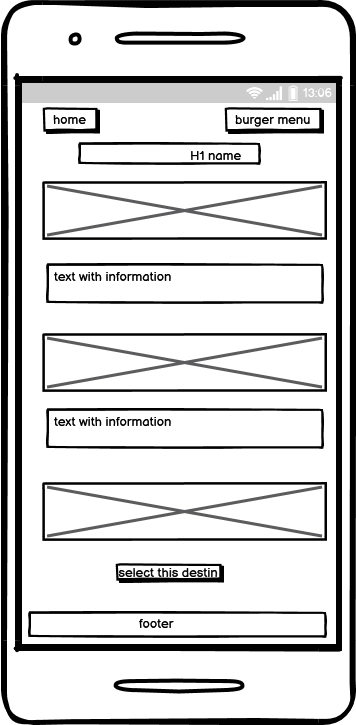 13:06
home
burger menu
H1 name
text with information
text with information
select this destin
footer